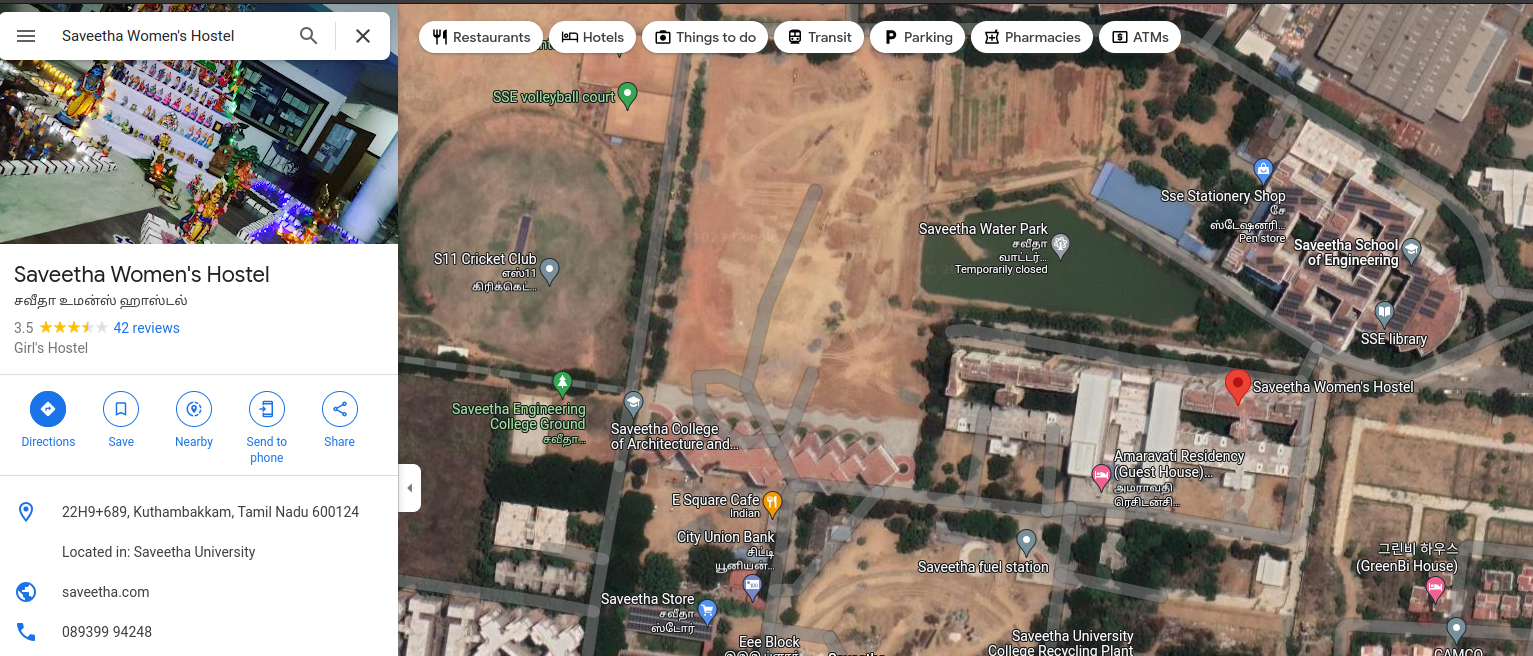 Saveetha Women's Hostel
Restaurants
Hotels
Things to do
Transit
Parking
Pharmacies
ATMs
Saveetha Women's Hostel
சவீதா உமன்ஸ் ஹாஸ்டல்
3.5
42 reviews
Girl's Hostel
Directions
Save
Nearby
Send to
phone
Share
22H9+689, Kuthambakkam, Tamil Nadu 600124
Located in: Saveetha University
saveetha.com
089399 94248
SSE volleyball court
Sse Stationery Shop
சே
ஸ்டேஷனரி...
Pen store
Saveetha Water Park
சவீதா
வாட்டர்...
Temporarily closed
Saveetha School
of Engineering
S11 Cricket Club
எஸ்11
கிரிக்கெட்...
SSE library
Saveetha Women's Hostel
Saveetha Engineering
College Ground
சவீதா...
Saveetha College
of Architecture and...
Amaravati Residency
(Guest House)...
அமராவதி
ரெசிடன்சி...
E Square Cafe
Indian
City Union Bank
சிட்டி
யூனியன்...
Saveetha fuel station
그린비 하우스
(GreenBi House)
Saveetha Store
சவீதா
ஸ்டோர்
Eee Block
Saveetha University
College Recycling Plant